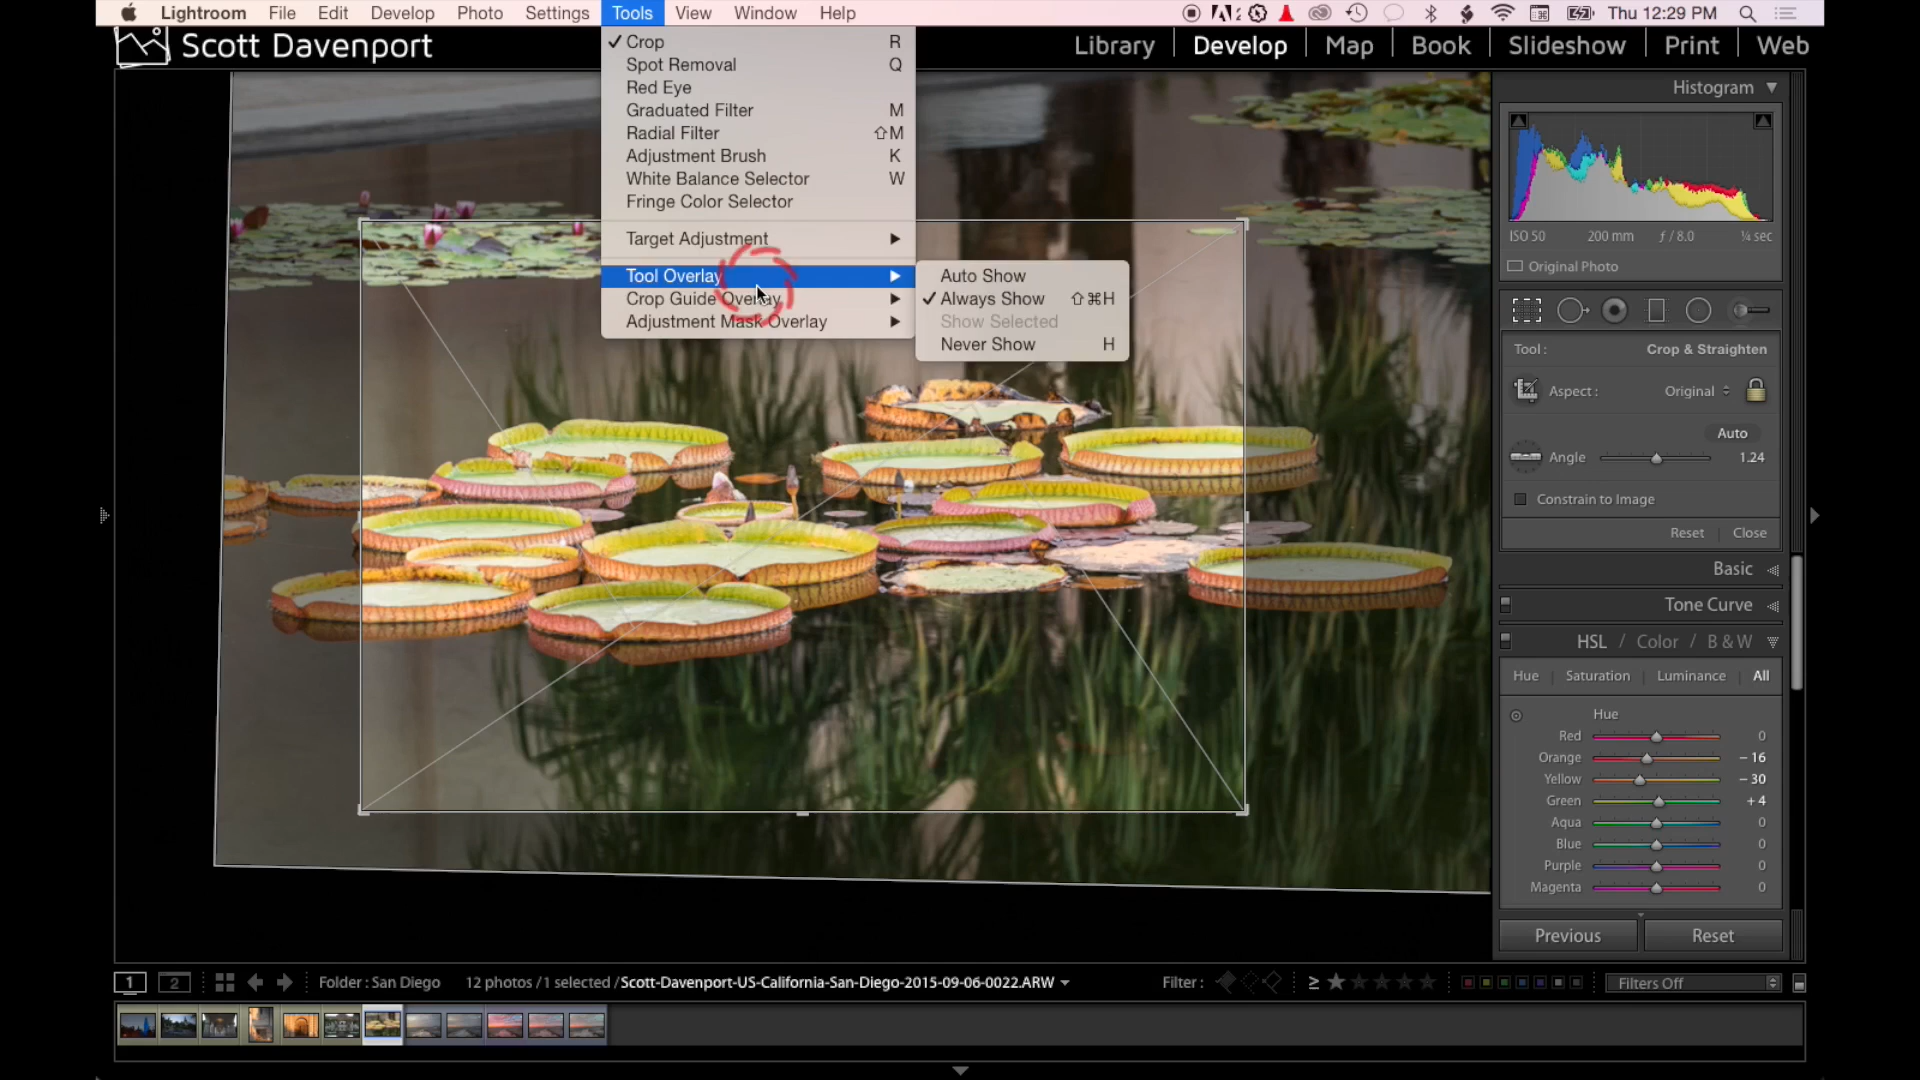 Lightroom File Edit Develop Photo Settings Tools View Window Help Thu 12:29 PM
Scott Davenport
Library Develop Map Book Slideshow Print Web
✓ Crop R
Spot Removal Q
Red Eye
Graduated Filter M
Radial Filter ⇧M
Adjustment Brush K
White Balance Selector W
Fringe Color Selector
Target Adjustment
Tool Overlay
Crop Guide Overlay
Adjustment Mask Overlay
Auto Show
✓ Always Show ⇧⌘H
Show Selected
Never Show H
Histogram
ISO 50 200 mm ƒ / 8.0 ¼ sec
Original Photo
Tool : Crop & Straighten
Aspect : Original
Auto
Angle 1.24
Constrain to Image
Reset Close
Basic
Tone Curve
HSL / Color / B & W
Hue Saturation Luminance All
Hue
Red 0
Orange – 16
Yellow – 30
Green + 4
Aqua 0
Blue 0
Purple 0
Magenta 0
Previous Reset
1 2 Folder : San Diego 12 photos / 1 selected / Scott-Davenport-US-California-San-Diego-2015-09-06-0022.ARW Filter : ≥ ★ ★ ★ ★ ★ Filters Off